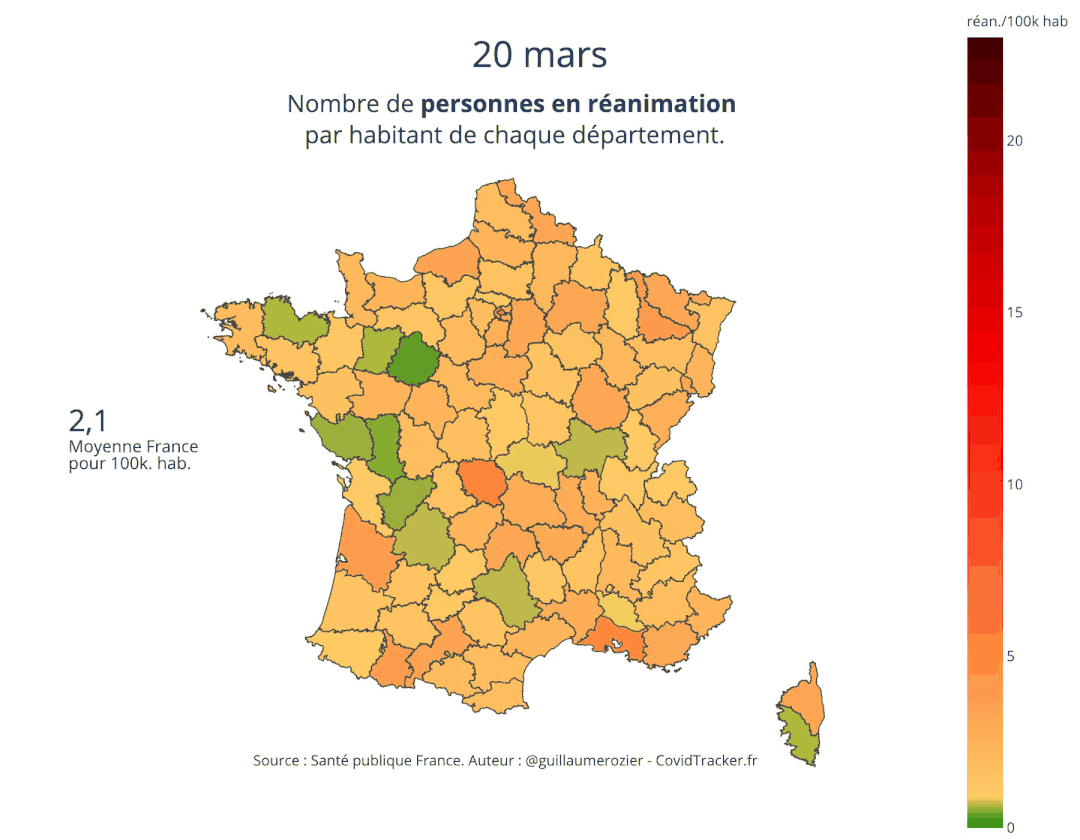 réan./100k hab
20 mars
Nombre de personnes en réanimation
par habitant de chaque département.
20
15
10
5
0
2,1
Moyenne France
pour 100k. hab.
Source : Santé publique France. Auteur : @guillaumerozier - CovidTracker.fr